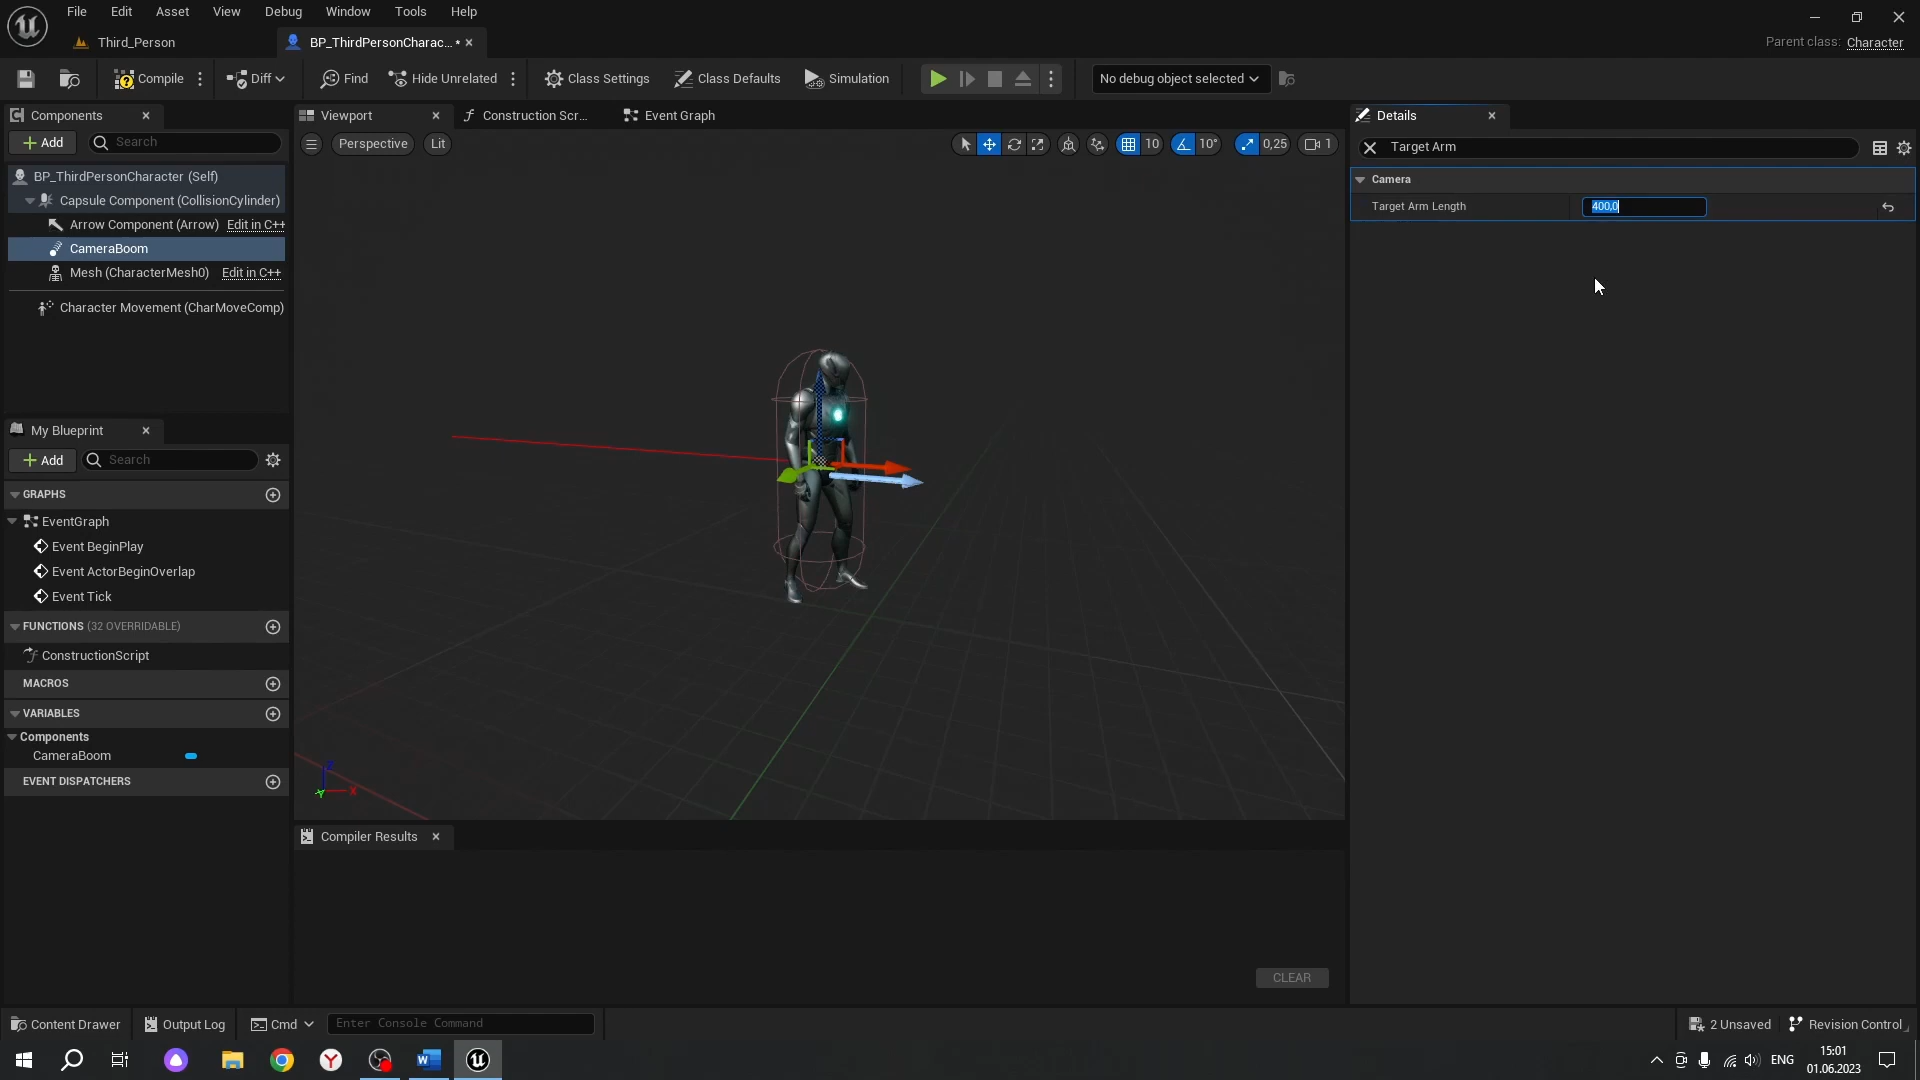 File Edit Asset View Debug Window Tools Help
Third_Person
BP_ThirdPersonCharac... *
Parent class: Character
Compile
Diff
Find
Hide Unrelated
Class Settings
Class Defaults
Simulation
No debug object selected
Components
Add
Search
BP_ThirdPersonCharacter (Self)
Capsule Component (CollisionCylinder)
Arrow Component (Arrow) Edit in C++
CameraBoom
Mesh (CharacterMesh0) Edit in C++
Character Movement (CharMoveComp)
My Blueprint
Add
Search
GRAPHS
EventGraph
Event BeginPlay
Event ActorBeginOverlap
Event Tick
FUNCTIONS (32 OVERRIDABLE)
ConstructionScript
MACROS
VARIABLES
Components
CameraBoom
EVENT DISPATCHERS
Viewport
Construction Scr...
Event Graph
Perspective
Lit
10
10°
0,25
1
Z
X
Y
Compiler Results
CLEAR
Details
Target Arm
Camera
Target Arm Length 400,0
Content Drawer
Output Log
Cmd
Enter Console Command
2 Unsaved
Revision Control
ENG
15:01
01.06.2023